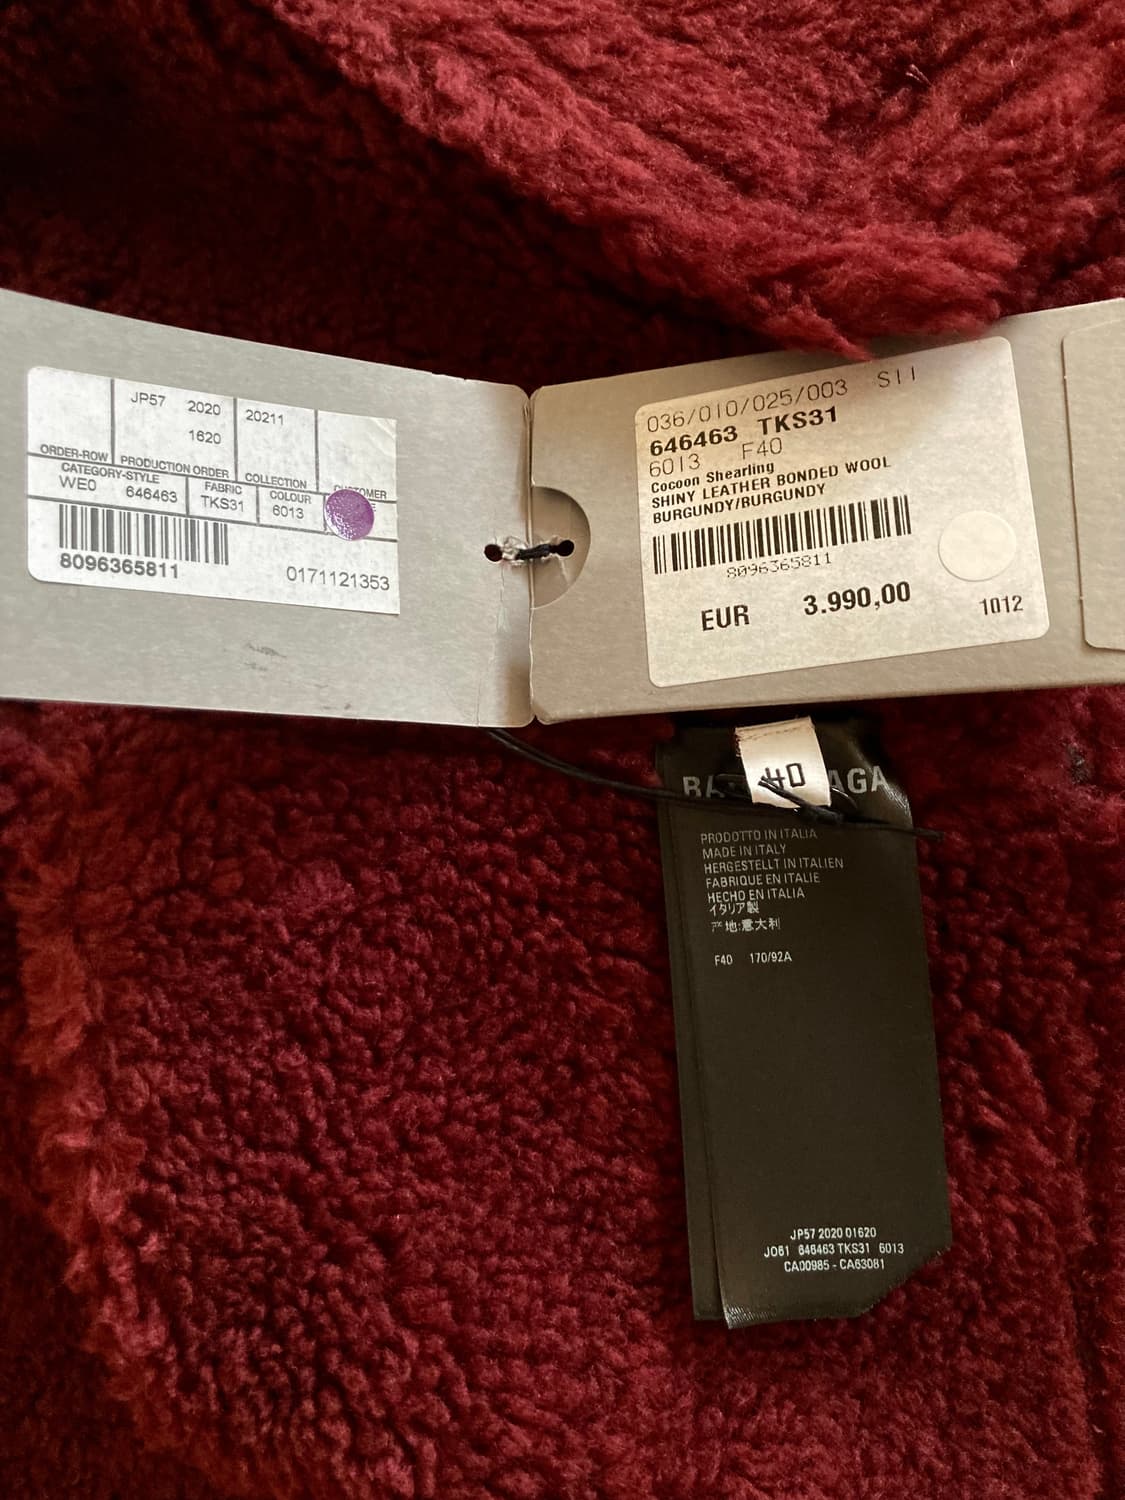 JP57 2020 20211
1620
ORDER-ROW PRODUCTION ORDER COLLECTION
CATEGORY-STYLE FABRIC COLOUR
WE0 646463 TKS31 6013
8096365811
0171121353
036/010/025/003 S11
646463 TKS31
6013 F40
Cocoon Shearling
SHINY LEATHER BONDED WOOL
BURGUNDY/BURGUNDY
8096365811
EUR 3.990,00
1012
40
PRODOTTO IN ITALIA
MADE IN ITALY
HERGESTELLT IN ITALIEN
FABRIQUE EN ITALIE
HECHO EN ITALIA
イタリア製
产地:意大利
F40 170/92A
JP57 2020 01620
JO61 646463 TKS31 6013
CA00985 - CA63081